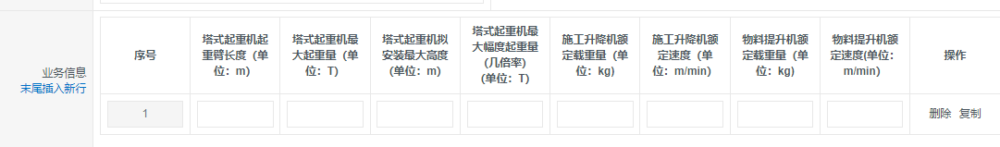 业务信息
末尾插入新行
序号
塔式起重机起
重臂长度（单
位：m)
塔式起重机最
大起重量（单
位：T)
塔式起重机拟
安装最大高度
(单位：m)
塔式起重机最
大幅度起重量
(几倍率)
(单位：T)
施工升降机额
定载重量（单
位：kg)
施工升降机额
定速度（单
位：m/min)
物料提升机额
定载重量（单
位：kg)
物料提升机额
定速度(单位：
m/min)
操作
1
删除 复制